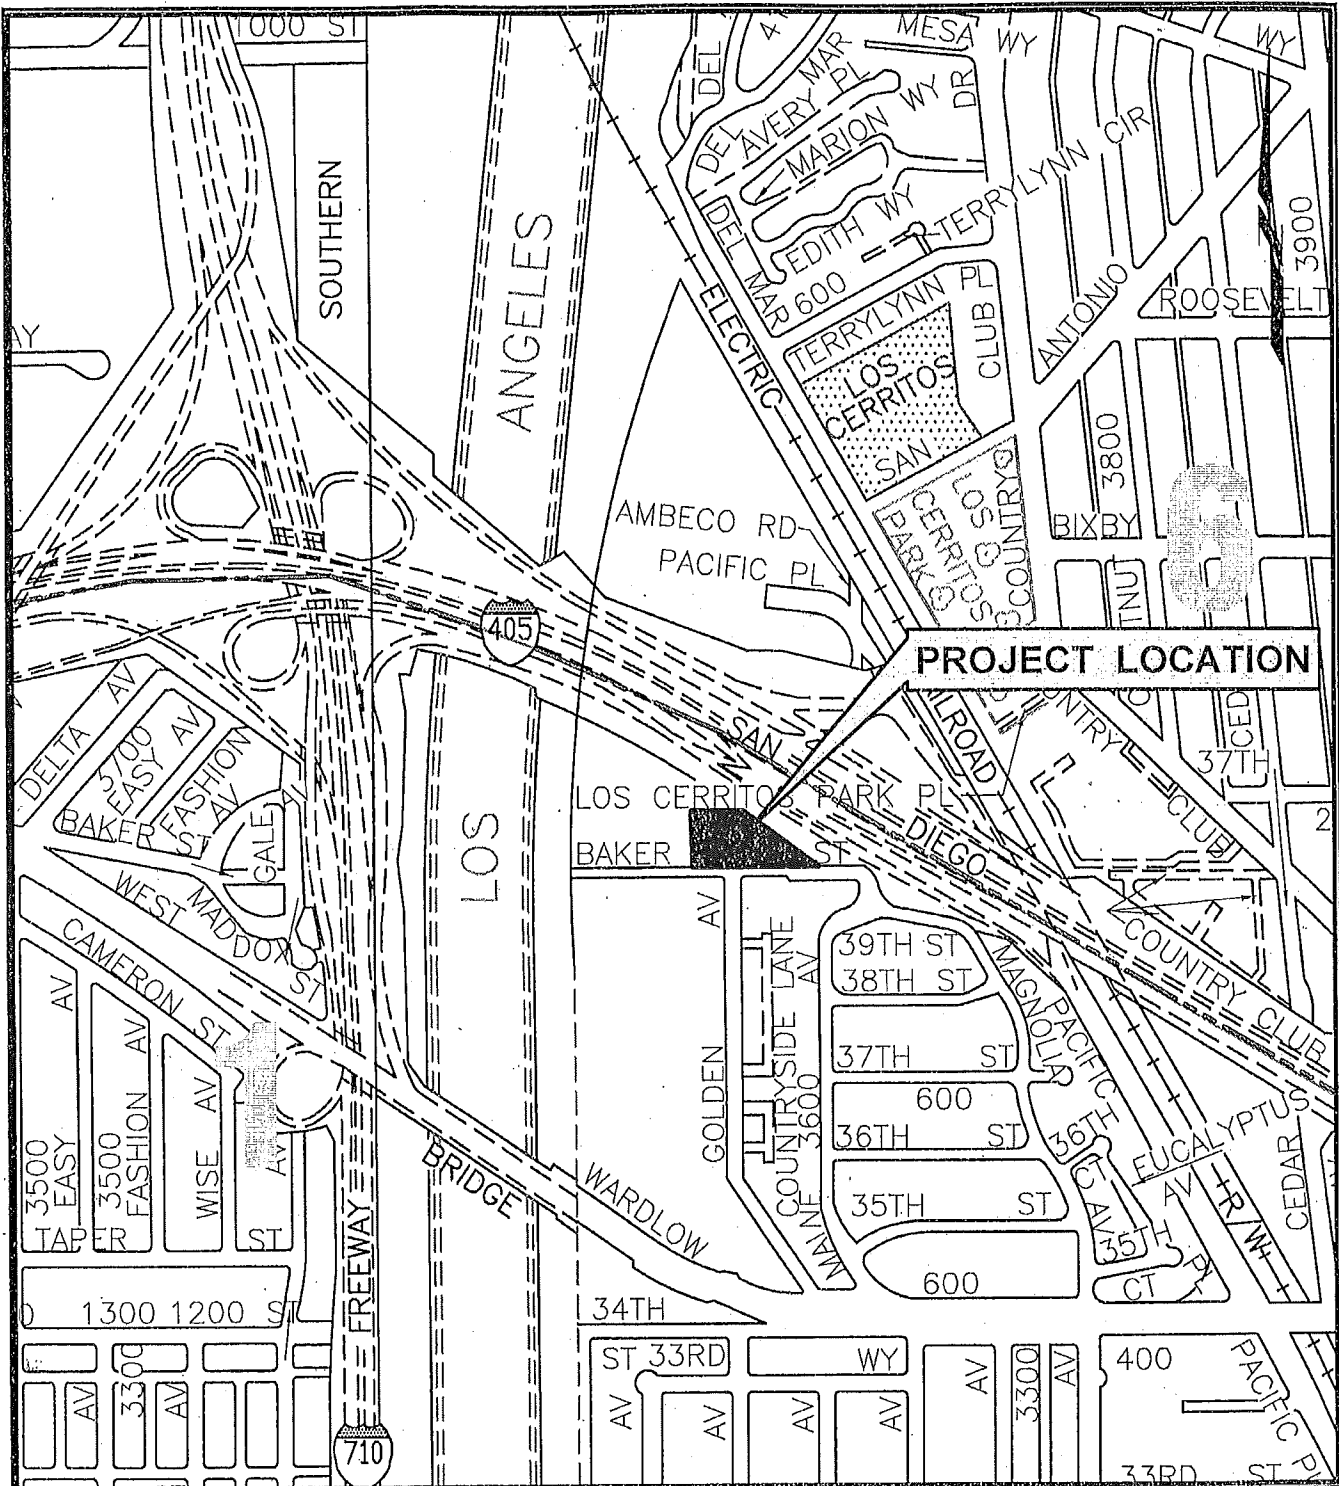 1000 ST
SOUTHERN
LOS ANGELES
DEL
DEL MAR
AVERY PL
MARION WY
MESA WY
DR
WY
EDITH WY
600
TERRYLYNN CIR
DEL MAR
TERRYLYNN PL
CLUB
ANTONIO
ROOSEVELT
3900
ELECTRIC
LOS
CERRITOS
SAN
3800
BIXBY
LOS
CERRITOS
PARK
LOS
CERRITOS
COUNTRY
AMBECO RD
PACIFIC PL
405
PROJECT LOCATION
SAN
DIEGO
37TH
CLUB
LOS CERRITOS PARK PL
BAKER ST
DELTA AV
3700
EASY AV
FASHION
AV
BAKER ST
GALE
WEST
MADDOX ST
CAMERON ST
GOLDEN AV
COUNTRYSIDE LANE
MAINE 3600 AV
39TH ST
38TH ST
37TH ST
600
36TH ST
35TH ST
600
MAGNOLIA
PACIFIC
COUNTRY CLUB
36TH
CT
AV
35TH
CT
PL
EUCALYPTUS
AV
R/W
CEDAR
3500
EASY AV
3500
FASHION AV
WISE AV
AV
TAPER ST
FREEWAY
BRIDGE
WARDLOW
34TH
1300 1200 ST
ST 33RD WY
400
3300
AV
AV
AV
AV
AV
AV
AV
3300
AV
PACIFIC PL
710
33RD ST